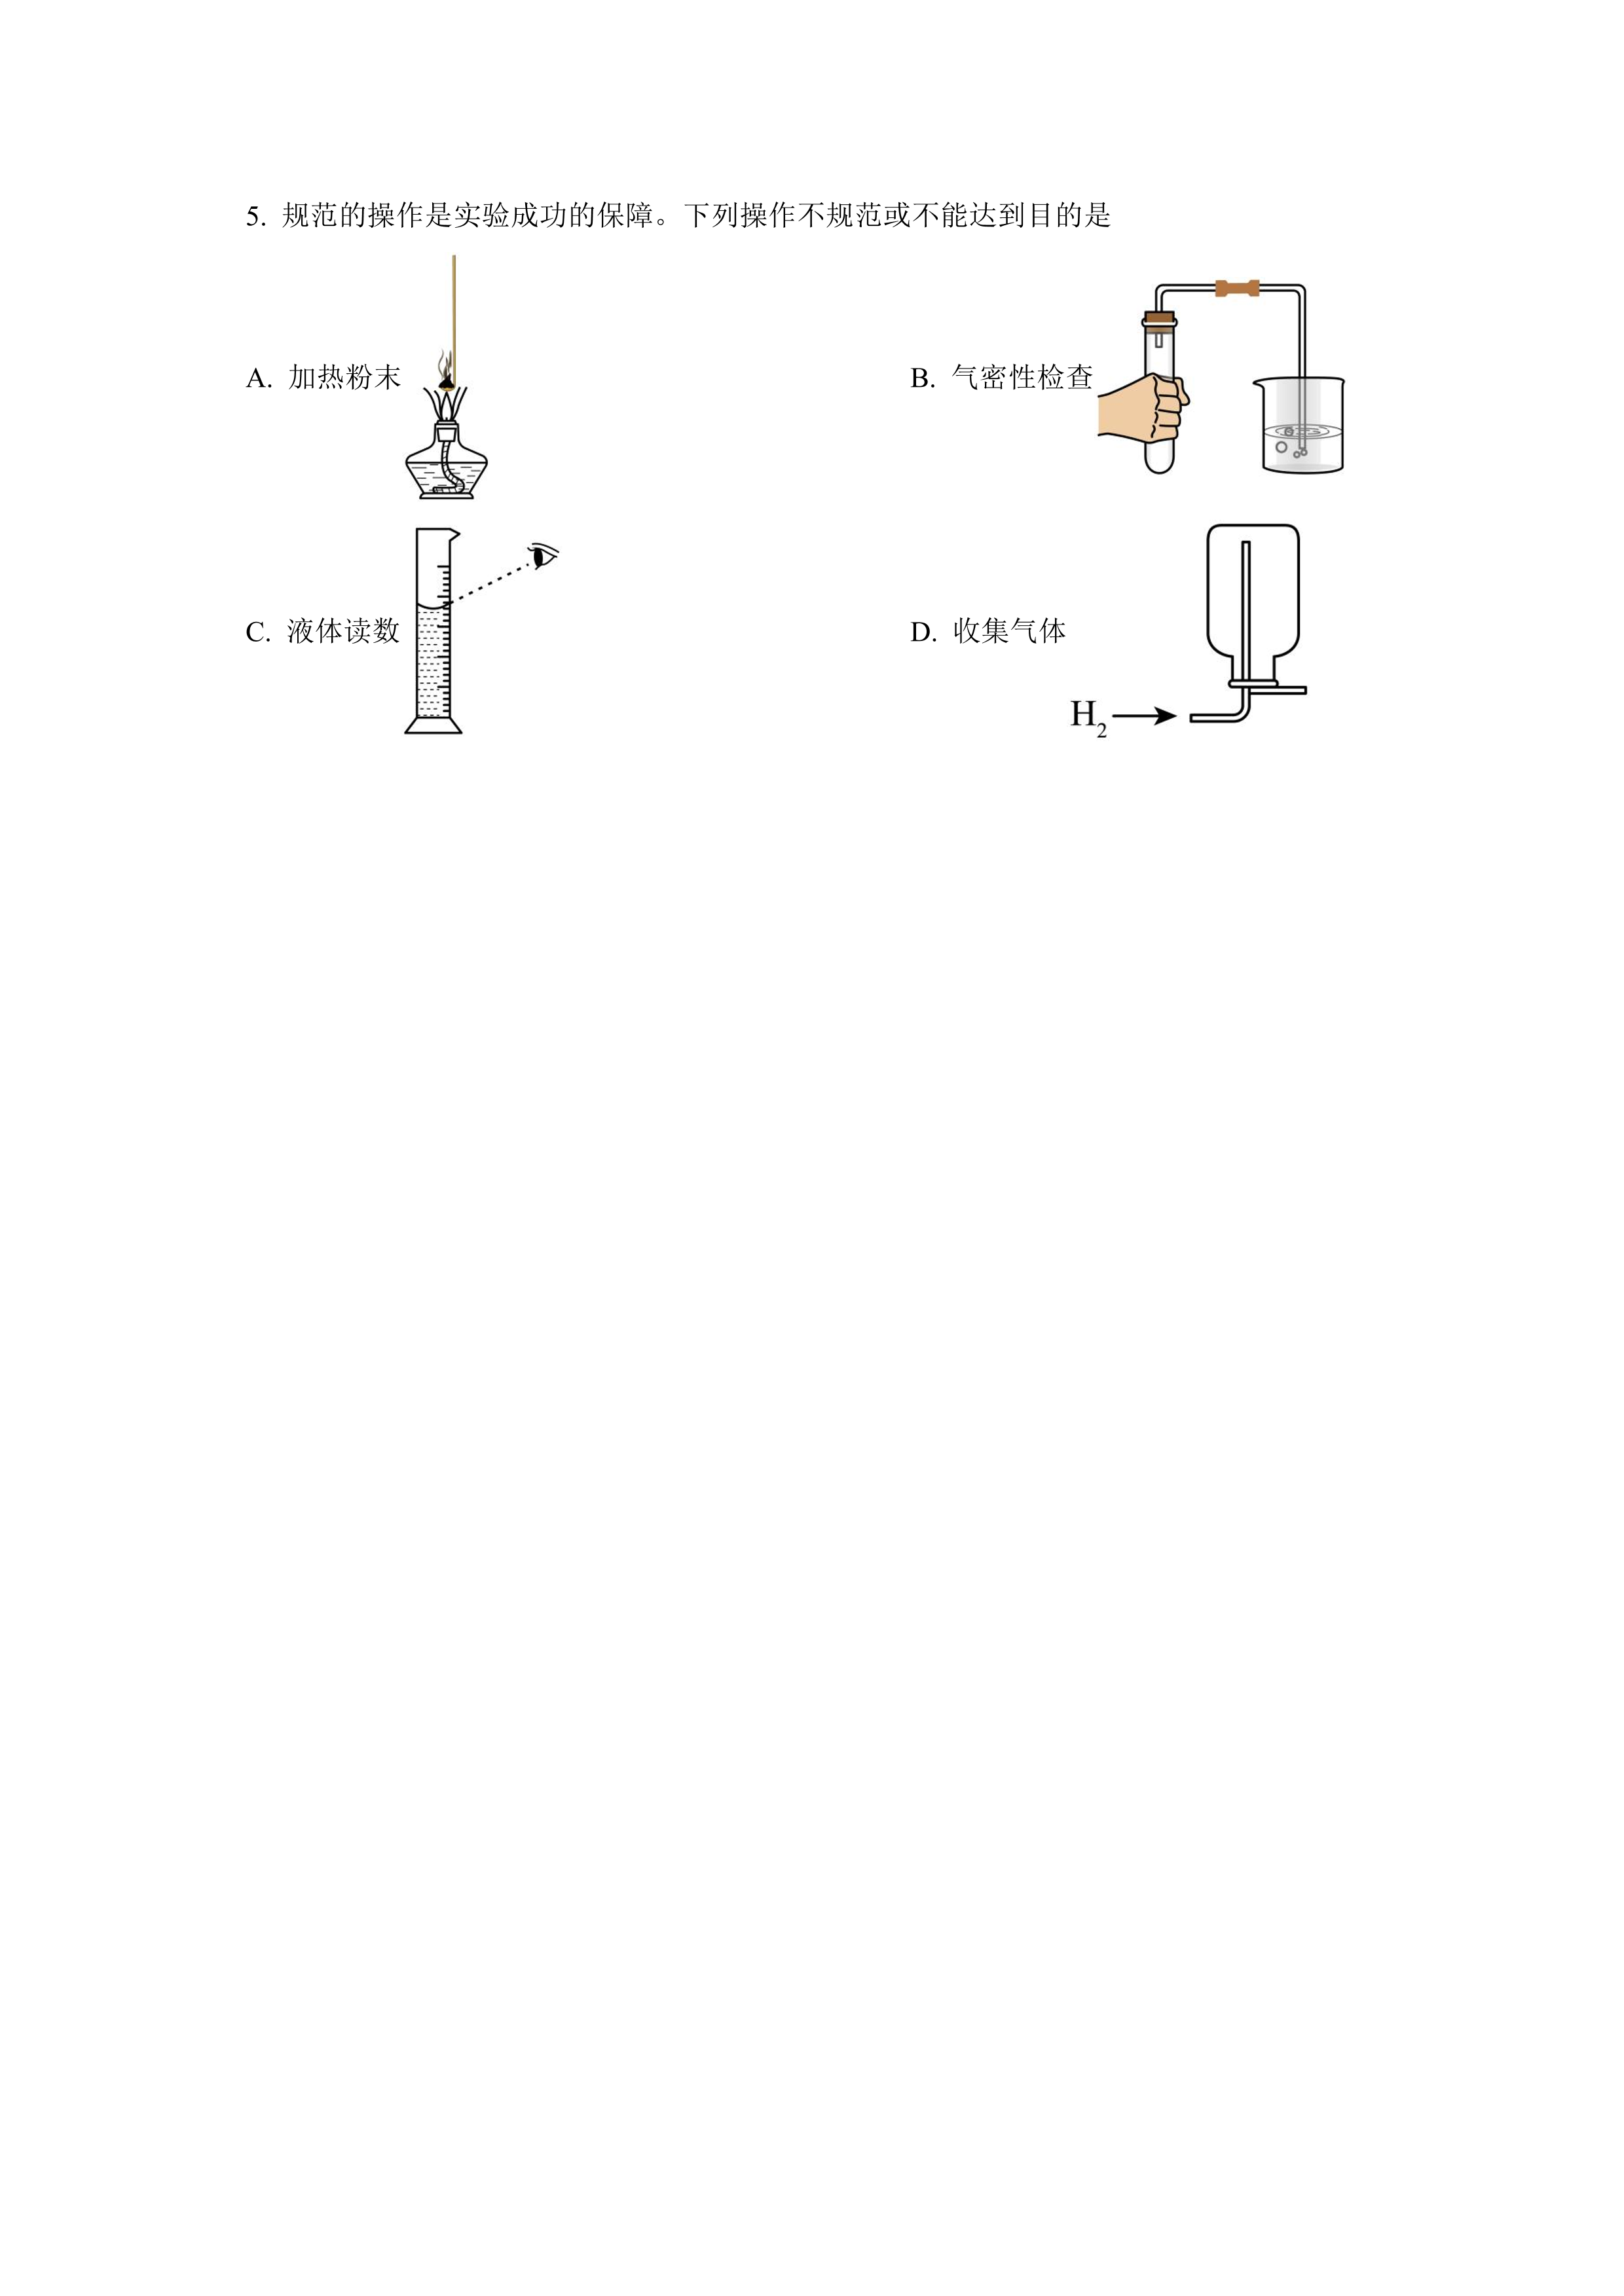 5. 规范的操作是实验成功的保障。下列操作不规范或不能达到目的是
A. 加热粉末
B. 气密性检查
C. 液体读数
D. 收集气体
H₂